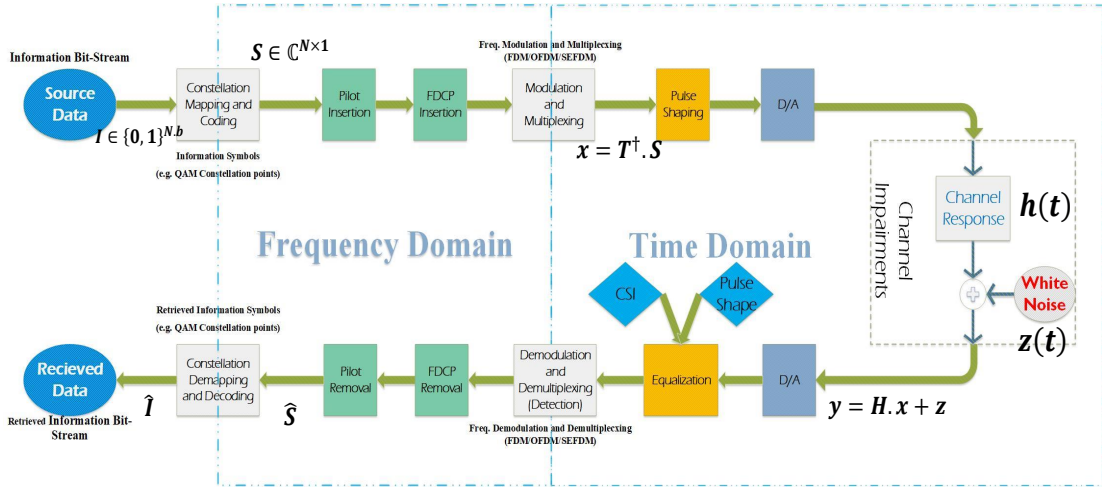 Information Bit-Stream
Source
Data
I ∈ {0, 1}^{N.b}
Constellation
Mapping and
Coding
Information Symbols
(e.g. QAM Constellation points)
S ∈ ℂ^{N×1}
Pilot
Insertion
FDCP
Insertion
Freq. Modulation and Multiplecxing
(FDM/OFDM/SEFDM)
Modulation
and
Multiplexing
x = T†. S
Pulse
Shaping
D/A
Channel
Impairments
Channel
Response
h(t)
White
Noise
z(t)
Frequency Domain
Time Domain
CSI
Pulse
Shape
Retrieved Information Symbols
(e.g. QAM Constellation points)
Recieved
Data
Retrieved Information Bit-
Stream
Î
Constellation
Demapping
and Decoding
Ŝ
Pilot
Removal
FDCP
Removal
Demodulation
and
Demultiplexing
(Detection)
Freq. Demodulation and Demultiplecxing
(FDM/OFDM/SEFDM)
Equalization
D/A
y = H. x + z